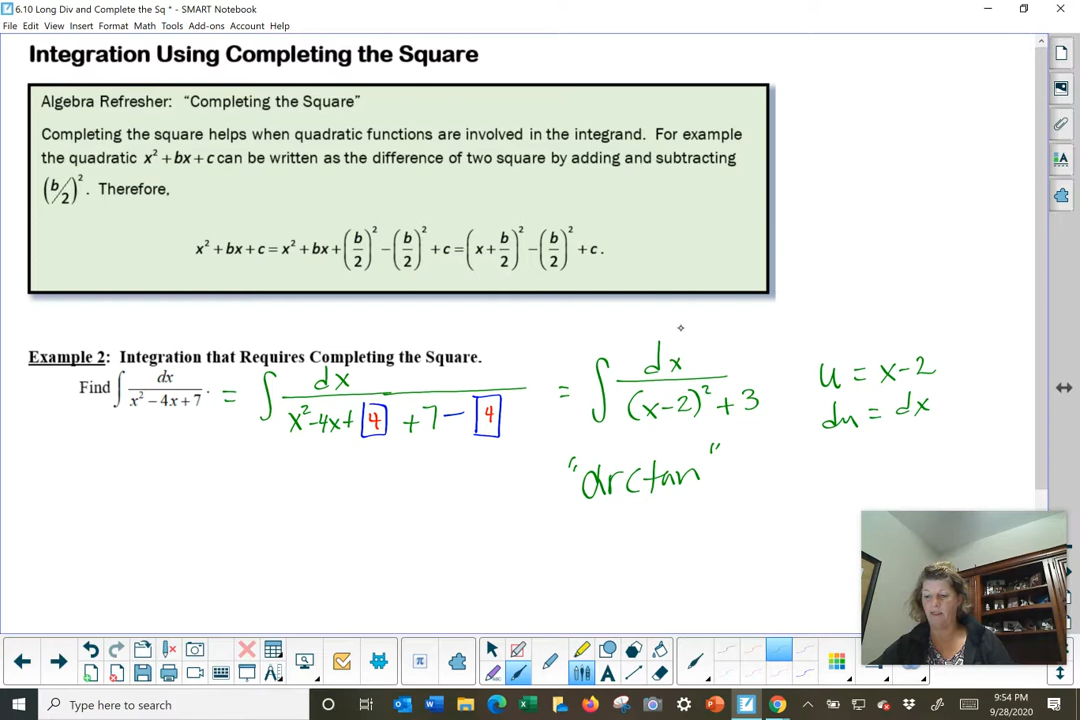 6.10 Long Div and Complete the Sq * - SMART Notebook
File Edit View Insert Format Math Tools Add-ons Account Help
Integration Using Completing the Square
Algebra Refresher: “Completing the Square”
Completing the square helps when quadratic functions are involved in the integrand. For example
the quadratic x² + bx + c can be written as the difference of two square by adding and subtracting
(b/2)². Therefore,
x² + bx + c = x² + bx + (b/2)² − (b/2)² + c = (x + b/2)² − (b/2)² + c.
Example 2: Integration that Requires Completing the Square.
Find ∫ dx / (x² − 4x + 7). = ∫ dx / (x² − 4x + 4 + 7 − 4) = ∫ dx / ((x−2)² + 3) u = x−2
du = dx
"arctan"
Type here to search
9:54 PM
9/28/2020